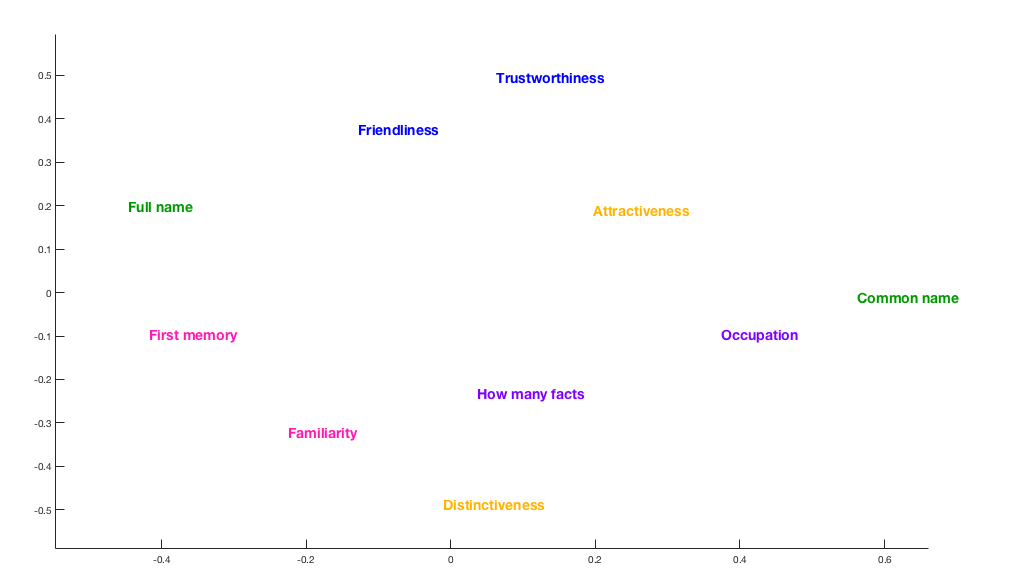 0.5
Trustworthiness
0.4
Friendliness
0.3
0.2
Full name
Attractiveness
0.1
0
Common name
-0.1
First memory
Occupation
-0.2
How many facts
-0.3
Familiarity
-0.4
-0.5
Distinctiveness
-0.4
-0.2
0
0.2
0.4
0.6